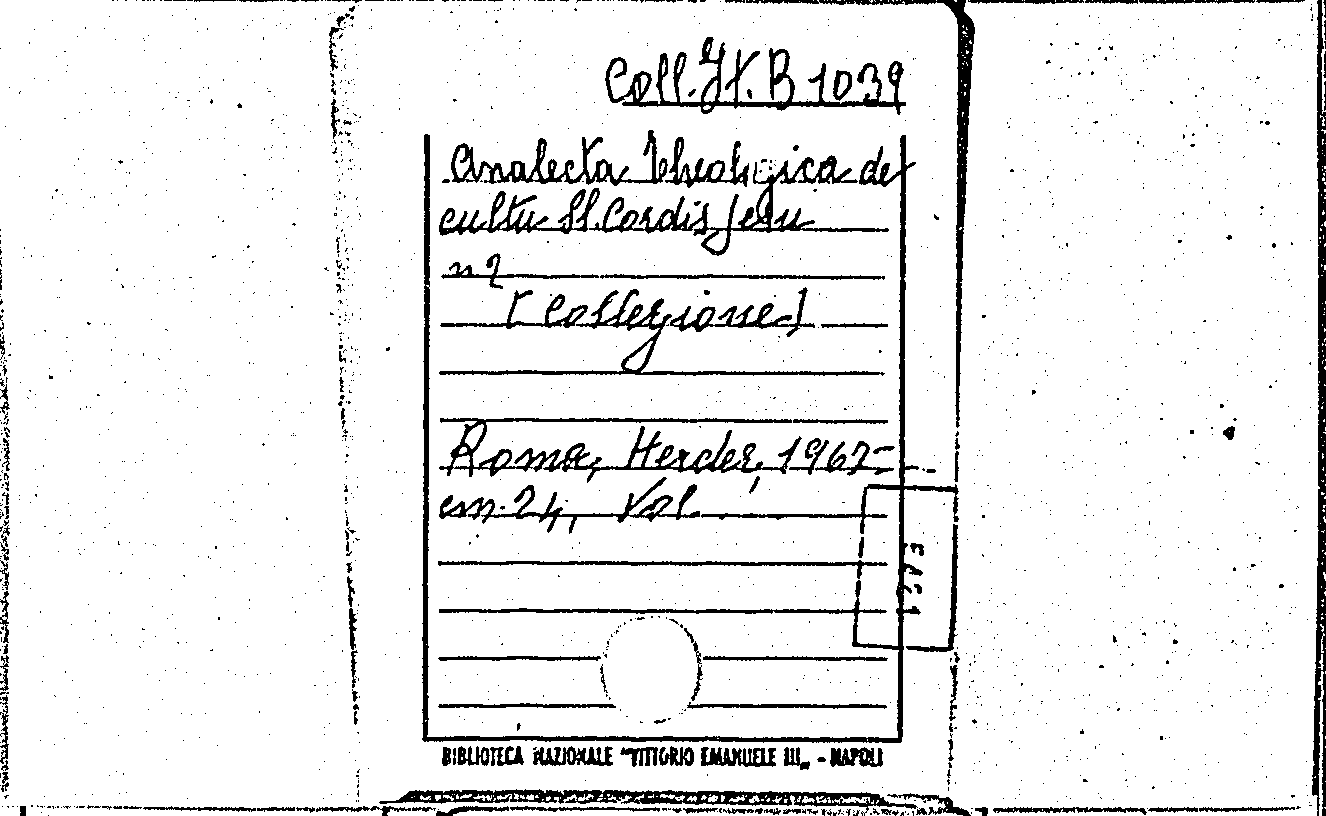 Coll. It. B 1039
Analecta Theologica de
cultu SS. Cordis Jesu
n 2
[Collezione]
Roma, Herder, 1962=
cm. 24, Vol.
BIBLIOTECA NAZIONALE "VITTORIO EMANUELE III„ - NAPOLI